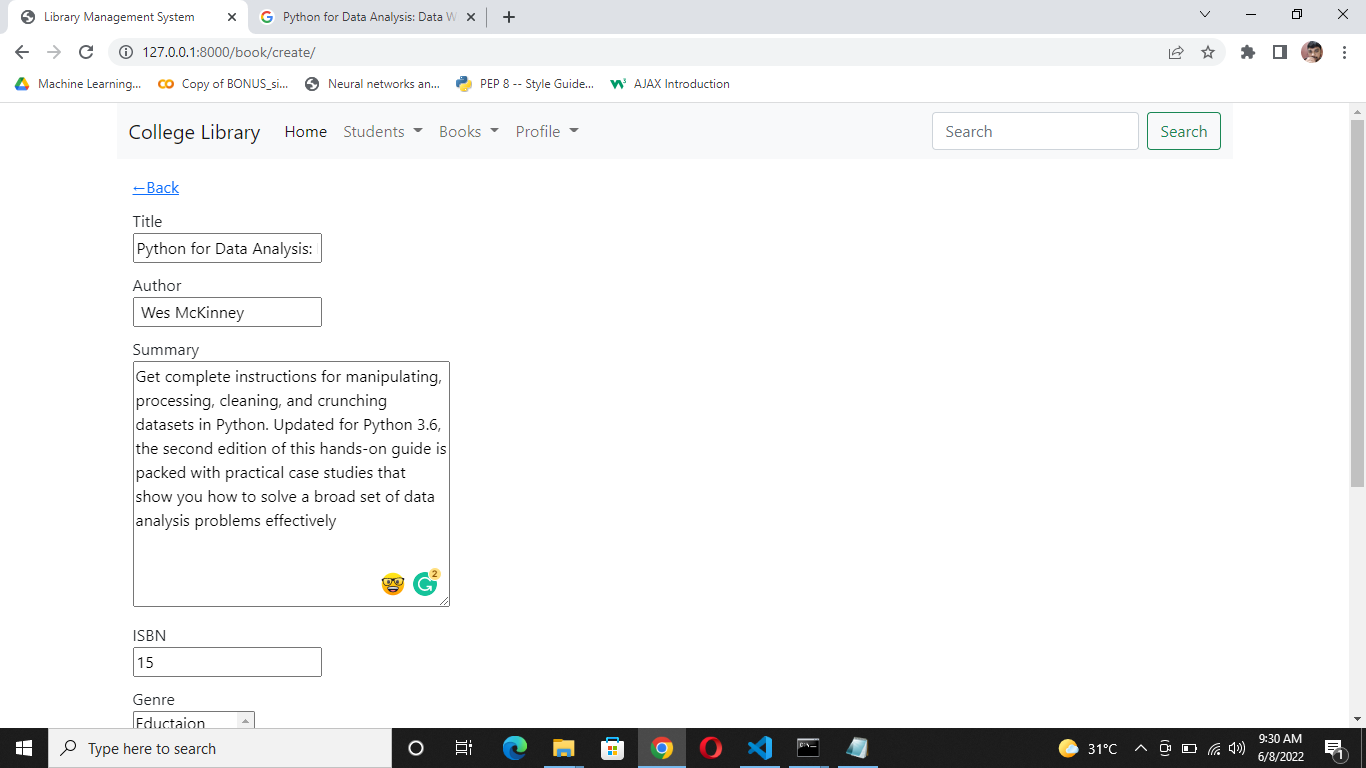 Library Management System
Python for Data Analysis: Data W
127.0.0.1:8000/book/create/
Machine Learning...
Copy of BONUS_si...
Neural networks an...
PEP 8 -- Style Guide...
AJAX Introduction
College Library
Home
Students
Books
Profile
Search
Search
←Back
Title
Python for Data Analysis:
Author
Wes McKinney
Summary
Get complete instructions for manipulating,
processing, cleaning, and crunching
datasets in Python. Updated for Python 3.6,
the second edition of this hands-on guide is
packed with practical case studies that
show you how to solve a broad set of data
analysis problems effectively
2
ISBN
15
Genre
Eductaion
Type here to search
31°C
9:30 AM
6/8/2022
1